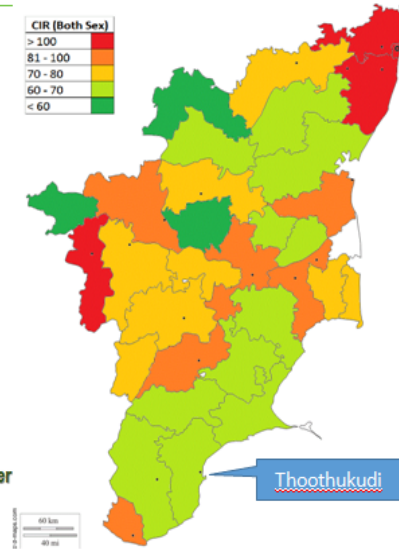 CIR (Both Sex)
> 100
81 - 100
70 - 80
60 - 70
< 60
er
Thoothukudi
60 km
40 mi